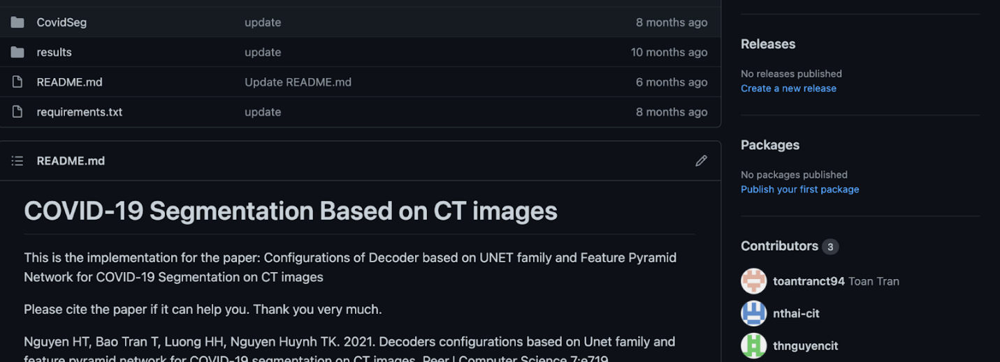 CovidSeg update 8 months ago
results update 10 months ago
README.md Update README.md 6 months ago
requirements.txt update 8 months ago
README.md
COVID-19 Segmentation Based on CT images
This is the implementation for the paper: Configurations of Decoder based on UNET family and Feature Pyramid
Network for COVID-19 Segmentation on CT images
Please cite the paper if it can help you. Thank you very much.
Nguyen HT, Bao Tran T, Luong HH, Nguyen Huynh TK. 2021. Decoders configurations based on Unet family and
feature pyramid network for COVID-19 segmentation on CT images. PeerJ Computer Science 7:e719
Releases
No releases published
Create a new release
Packages
No packages published
Publish your first package
Contributors 3
toantranct94 Toan Tran
nthai-cit
thnguyencit